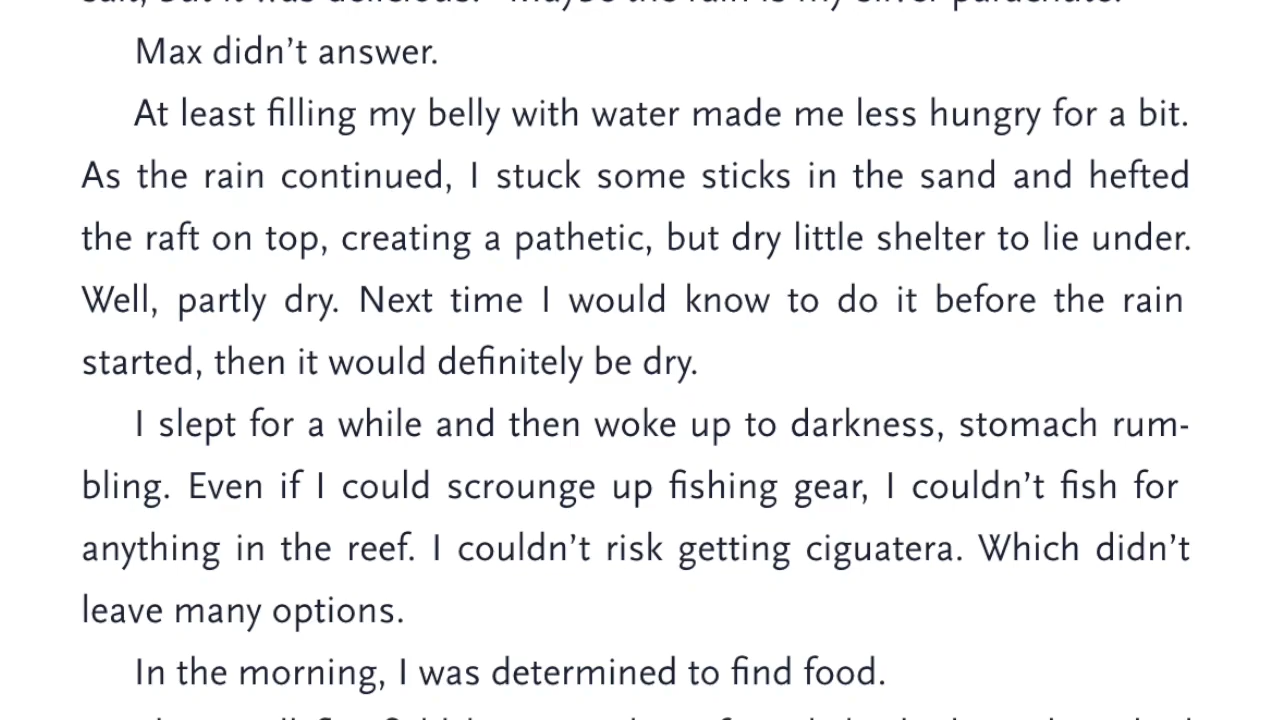 Max didn’t answer.
At least filling my belly with water made me less hungry for a bit.
As the rain continued, I stuck some sticks in the sand and hefted
the raft on top, creating a pathetic, but dry little shelter to lie under.
Well, partly dry. Next time I would know to do it before the rain
started, then it would definitely be dry.
I slept for a while and then woke up to darkness, stomach rum-
bling. Even if I could scrounge up fishing gear, I couldn’t fish for
anything in the reef. I couldn’t risk getting ciguatera. Which didn’t
leave many options.
In the morning, I was determined to find food.